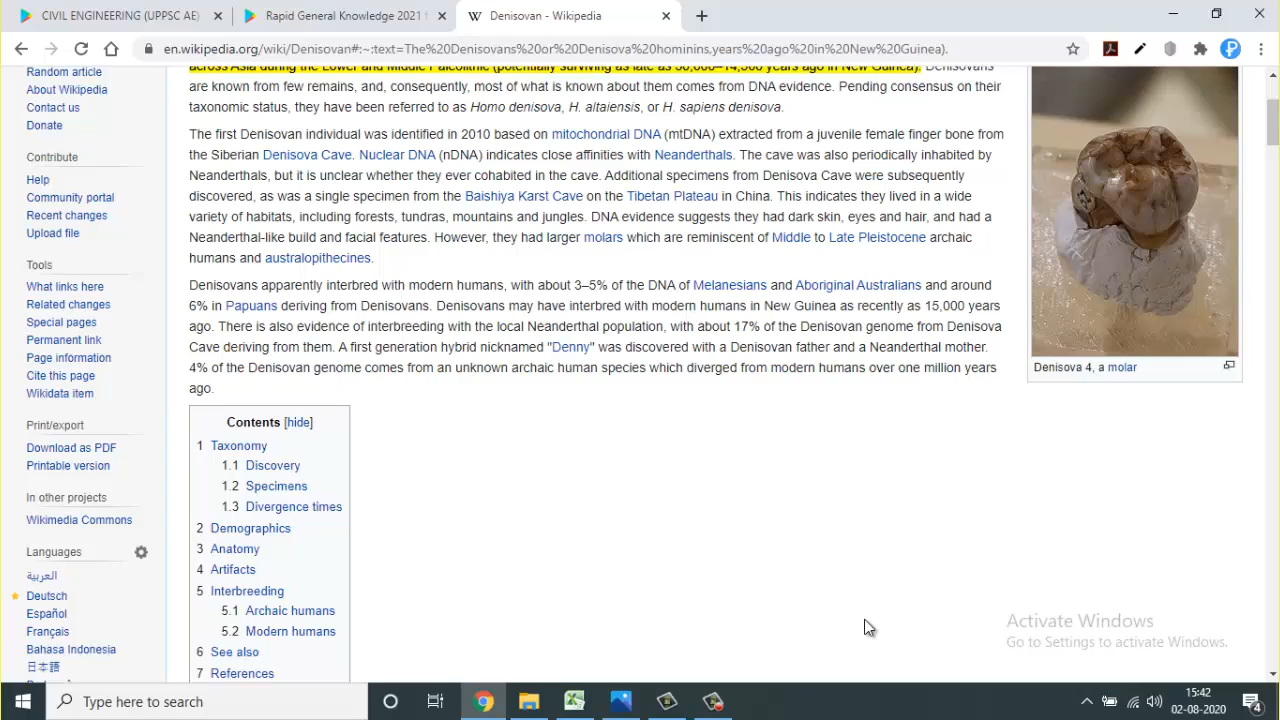 CIVIL ENGINEERING (UPPSC AE)
Rapid General Knowledge 2021 f
Denisovan - Wikipedia
en.wikipedia.org/wiki/Denisovan#:~:text=The%20Denisovans%20or%20Denisova%20hominins.years%20ago%20in%20New%20Guinea).
Random article
About Wikipedia
Contact us
Donate
Contribute
Help
Community portal
Recent changes
Upload file
Tools
What links here
Related changes
Special pages
Permanent link
Page information
Cite this page
Wikidata item
Print/export
Download as PDF
Printable version
In other projects
Wikimedia Commons
Languages
العربية
Deutsch
Español
Français
Bahasa Indonesia
日本語
across Asia during the Lower and Middle Paleolithic (potentially surviving as late as 30,000–14,500 years ago in New Guinea). Denisovans
are known from few remains, and, consequently, most of what is known about them comes from DNA evidence. Pending consensus on their
taxonomic status, they have been referred to as Homo denisova, H. altaiensis, or H. sapiens denisova.
The first Denisovan individual was identified in 2010 based on mitochondrial DNA (mtDNA) extracted from a juvenile female finger bone from
the Siberian Denisova Cave. Nuclear DNA (nDNA) indicates close affinities with Neanderthals. The cave was also periodically inhabited by
Neanderthals, but it is unclear whether they ever cohabited in the cave. Additional specimens from Denisova Cave were subsequently
discovered, as was a single specimen from the Baishiya Karst Cave on the Tibetan Plateau in China. This indicates they lived in a wide
variety of habitats, including forests, tundras, mountains and jungles. DNA evidence suggests they had dark skin, eyes and hair, and had a
Neanderthal-like build and facial features. However, they had larger molars which are reminiscent of Middle to Late Pleistocene archaic
humans and australopithecines.
Denisovans apparently interbred with modern humans, with about 3–5% of the DNA of Melanesians and Aboriginal Australians and around
6% in Papuans deriving from Denisovans. Denisovans may have interbred with modern humans in New Guinea as recently as 15,000 years
ago. There is also evidence of interbreeding with the local Neanderthal population, with about 17% of the Denisovan genome from Denisova
Cave deriving from them. A first generation hybrid nicknamed "Denny" was discovered with a Denisovan father and a Neanderthal mother.
4% of the Denisovan genome comes from an unknown archaic human species which diverged from modern humans over one million years
ago.
Contents [hide]
1 Taxonomy
1.1 Discovery
1.2 Specimens
1.3 Divergence times
2 Demographics
3 Anatomy
4 Artifacts
5 Interbreeding
5.1 Archaic humans
5.2 Modern humans
6 See also
7 References
Denisova 4, a molar
Activate Windows
Go to Settings to activate Windows.
Type here to search
15:42
02-08-2020
4